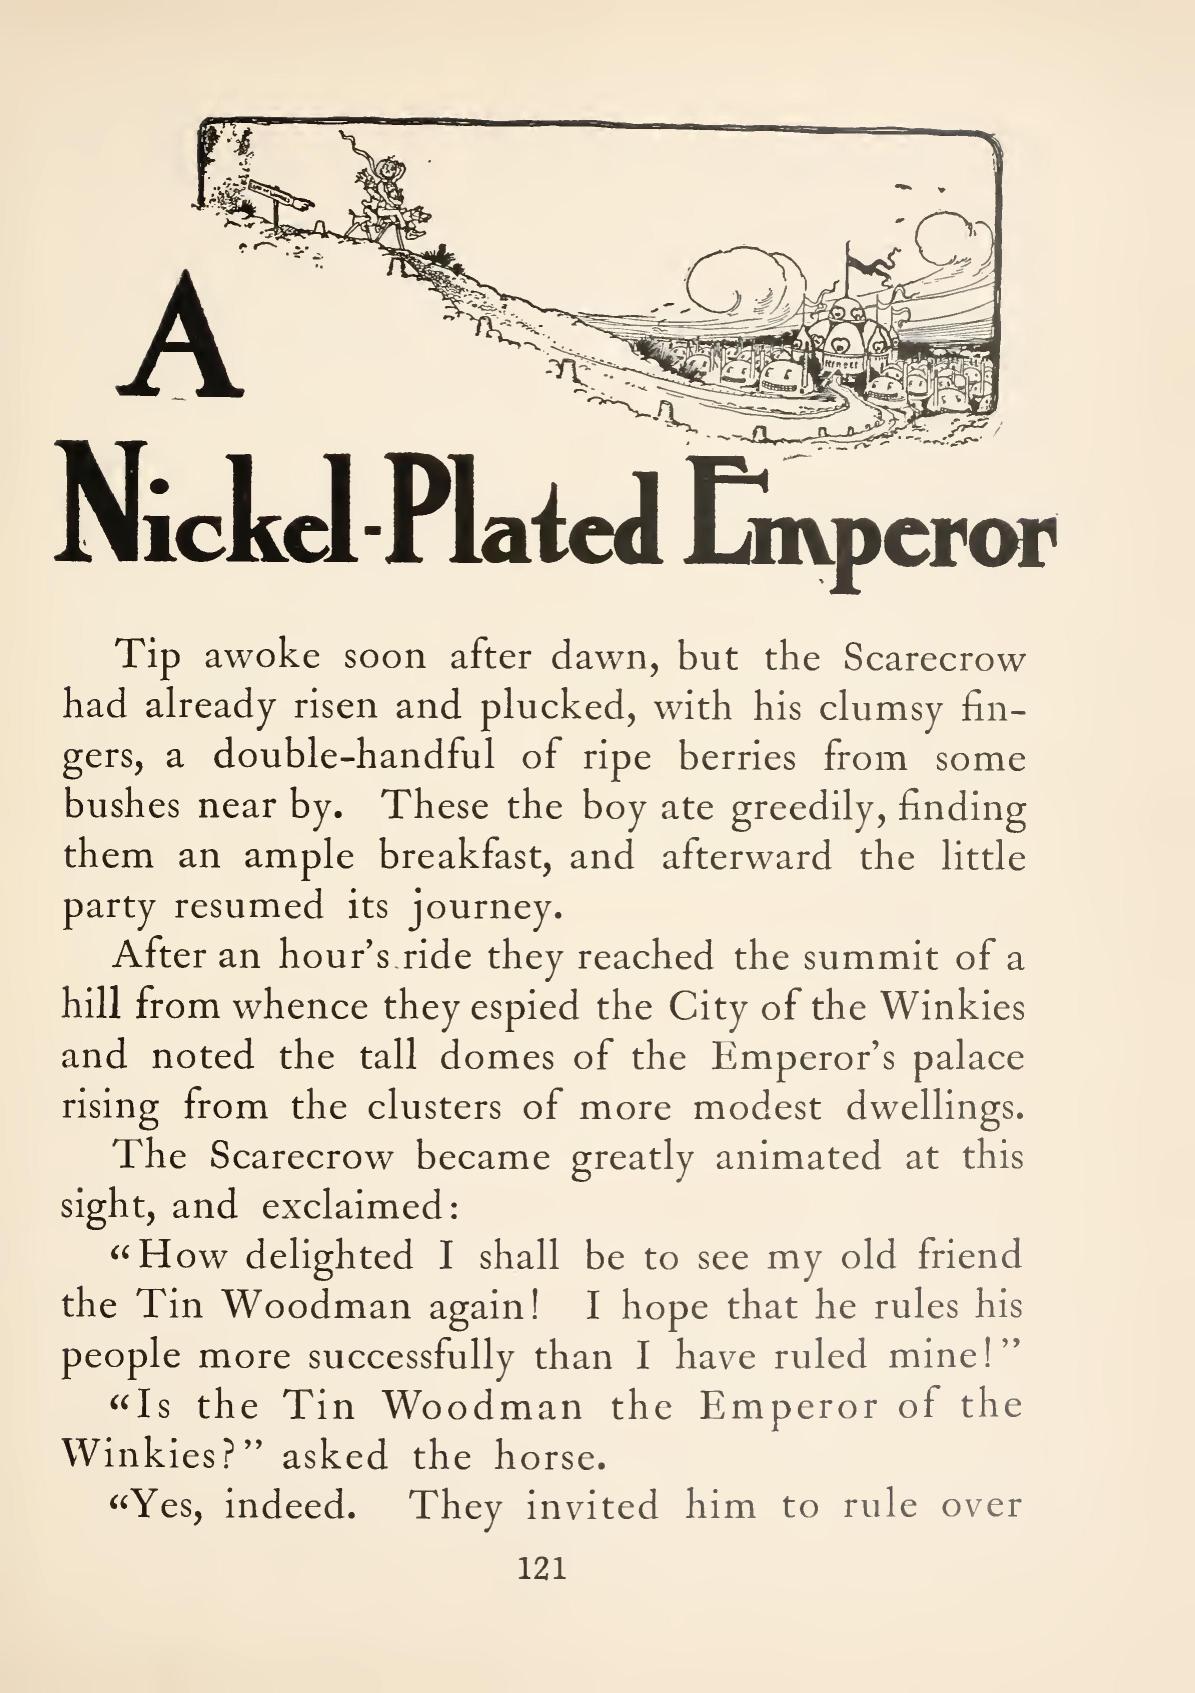 A
Nickel-Plated Emperor
Tip awoke soon after dawn, but the Scarecrow
had already risen and plucked, with his clumsy fin-
gers, a double-handful of ripe berries from some
bushes near by. These the boy ate greedily, finding
them an ample breakfast, and afterward the little
party resumed its journey.
After an hour's ride they reached the summit of a
hill from whence they espied the City of the Winkies
and noted the tall domes of the Emperor's palace
rising from the clusters of more modest dwellings.
The Scarecrow became greatly animated at this
sight, and exclaimed:
“How delighted I shall be to see my old friend
the Tin Woodman again! I hope that he rules his
people more successfully than I have ruled mine!”
“Is the Tin Woodman the Emperor of the
Winkies?” asked the horse.
“Yes, indeed. They invited him to rule over
121